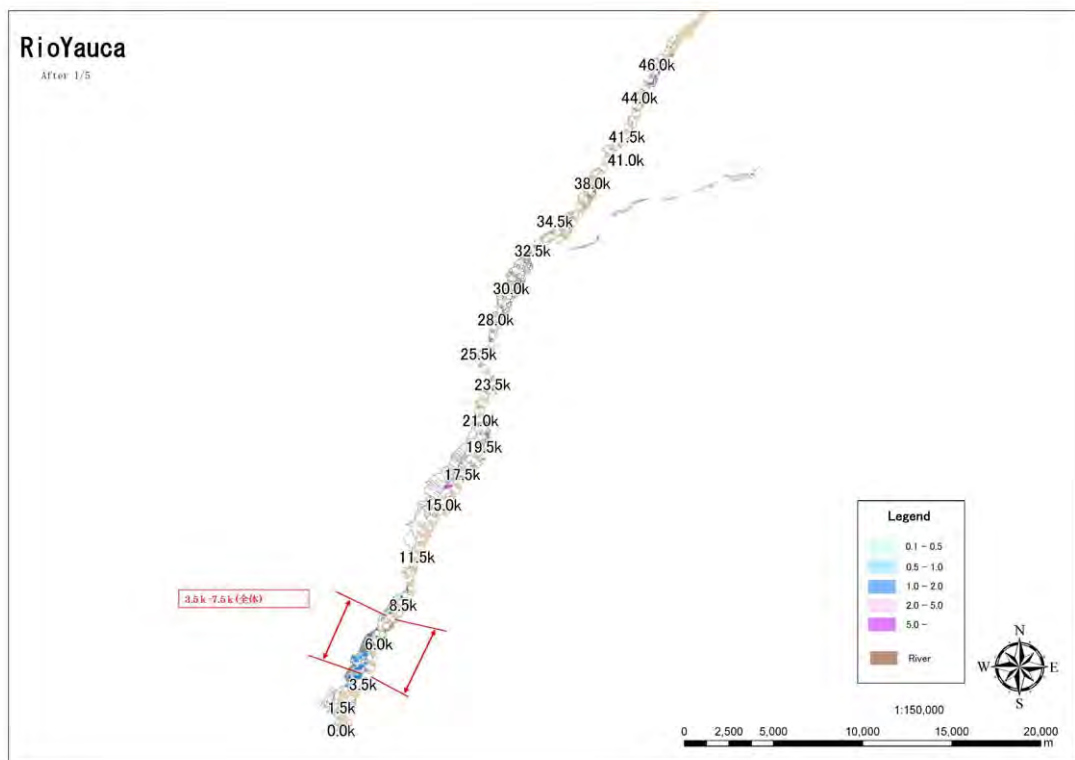 RioYauca
After 1/5
46.0k
44.0k
41.5k
41.0k
38.0k
34.5k
32.5k
30.0k
28.0k
25.5k
23.5k
21.0k
19.5k
17.5k
15.0k
11.5k
3.5k-7.5k(全体)
8.5k
6.0k
3.5k
1.5k
0.0k
Legend
0.1 - 0.5
0.5 - 1.0
1.0 - 2.0
2.0 - 5.0
5.0 -
River
N
W E
S
1:150,000
0 2,500 5,000 10,000 15,000 20,000
m